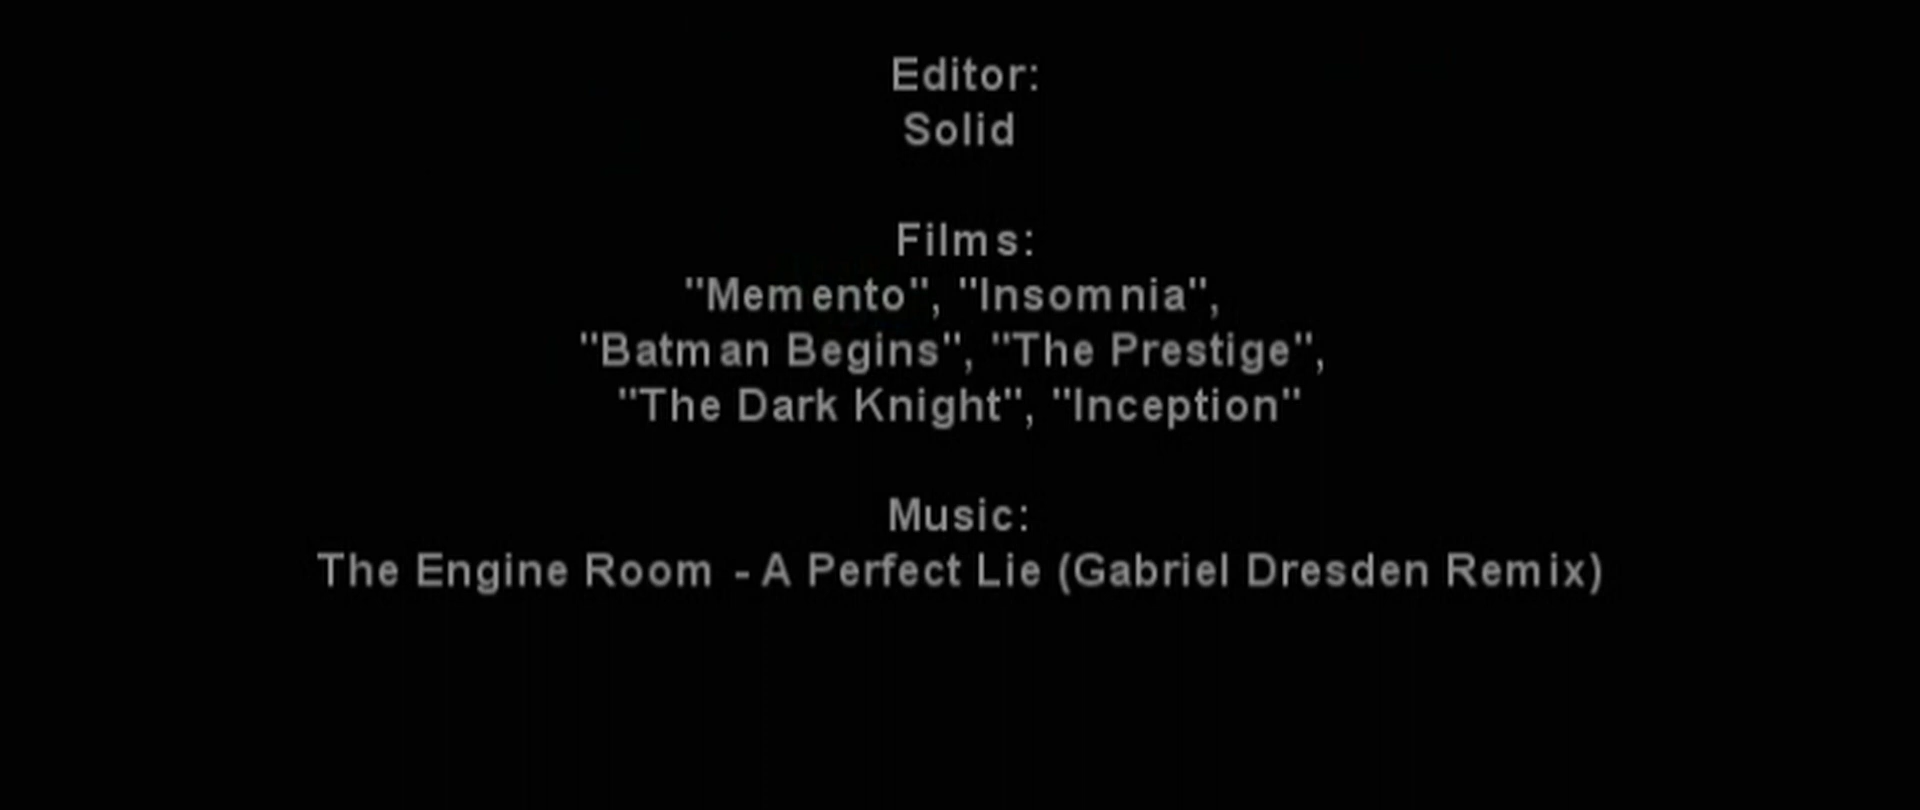 Editor:
Solid
Films:
"Memento", "Insomnia",
"Batman Begins", "The Prestige",
"The Dark Knight", "Inception"
Music:
The Engine Room - A Perfect Lie (Gabriel Dresden Remix)